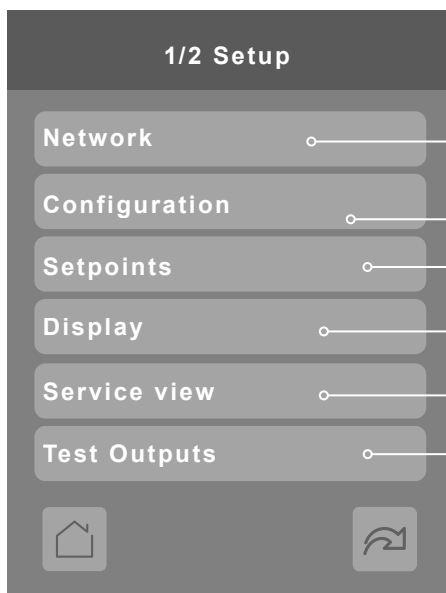 1/2 Setup
Network
Configuration
Setpoints
Display
Service view
Test Outputs